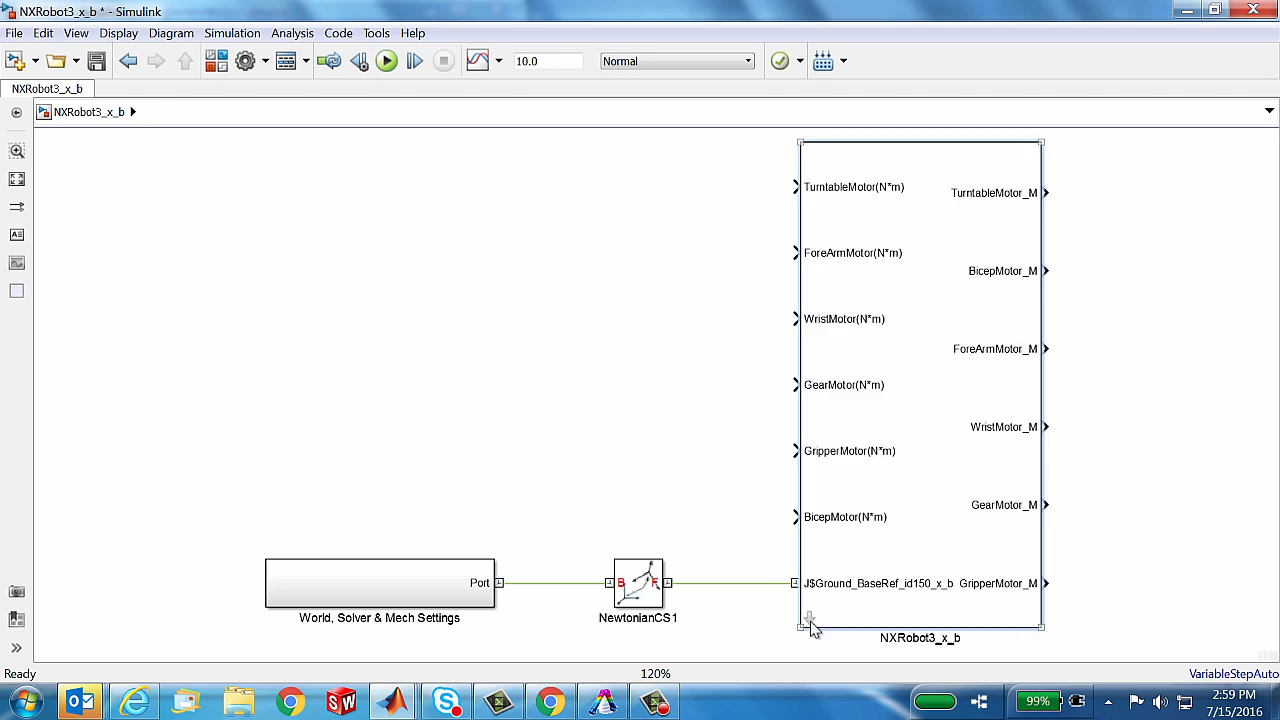 NXRobot3_x_b * - Simulink
File Edit View Display Diagram Simulation Analysis Code Tools Help
10.0 Normal
NXRobot3_x_b
NXRobot3_x_b
TurntableMotor(N*m)
TurntableMotor_M
ForeArmMotor(N*m)
BicepMotor_M
WristMotor(N*m)
ForeArmMotor_M
GearMotor(N*m)
WristMotor_M
GripperMotor(N*m)
GearMotor_M
BicepMotor(N*m)
Port B F J$Ground_BaseRef_id150_x_b GripperMotor_M
World, Solver & Mech Settings NewtonianCS1
NXRobot3_x_b
Ready 120% VariableStepAuto
99% 2:59 PM
7/15/2016